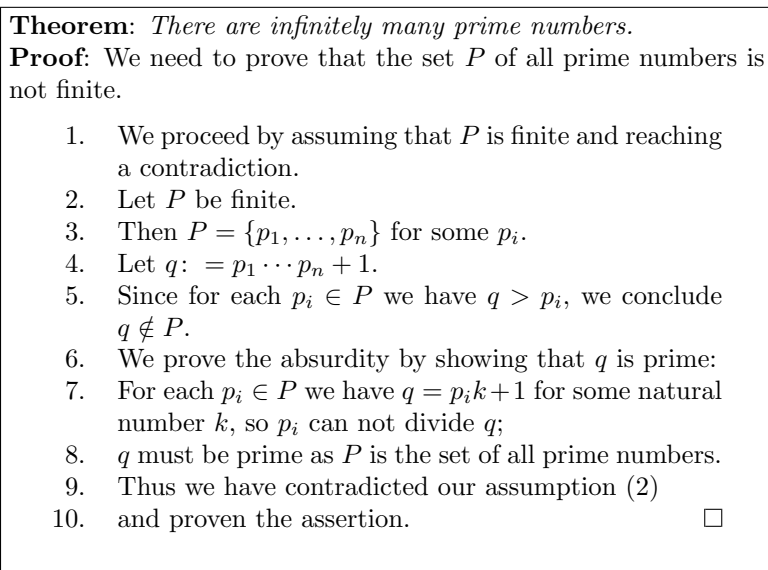 Theorem: There are infinitely many prime numbers.
Proof: We need to prove that the set P of all prime numbers is
not finite.
1. We proceed by assuming that P is finite and reaching
a contradiction.
2. Let P be finite.
3. Then P = {p₁, . . . , pₙ} for some pᵢ.
4. Let q: = p₁ ⋯ pₙ + 1.
5. Since for each pᵢ ∈ P we have q > pᵢ, we conclude
q ∉ P.
6. We prove the absurdity by showing that q is prime:
7. For each pᵢ ∈ P we have q = pᵢk+1 for some natural
number k, so pᵢ can not divide q;
8. q must be prime as P is the set of all prime numbers.
9. Thus we have contradicted our assumption (2)
10. and proven the assertion. □